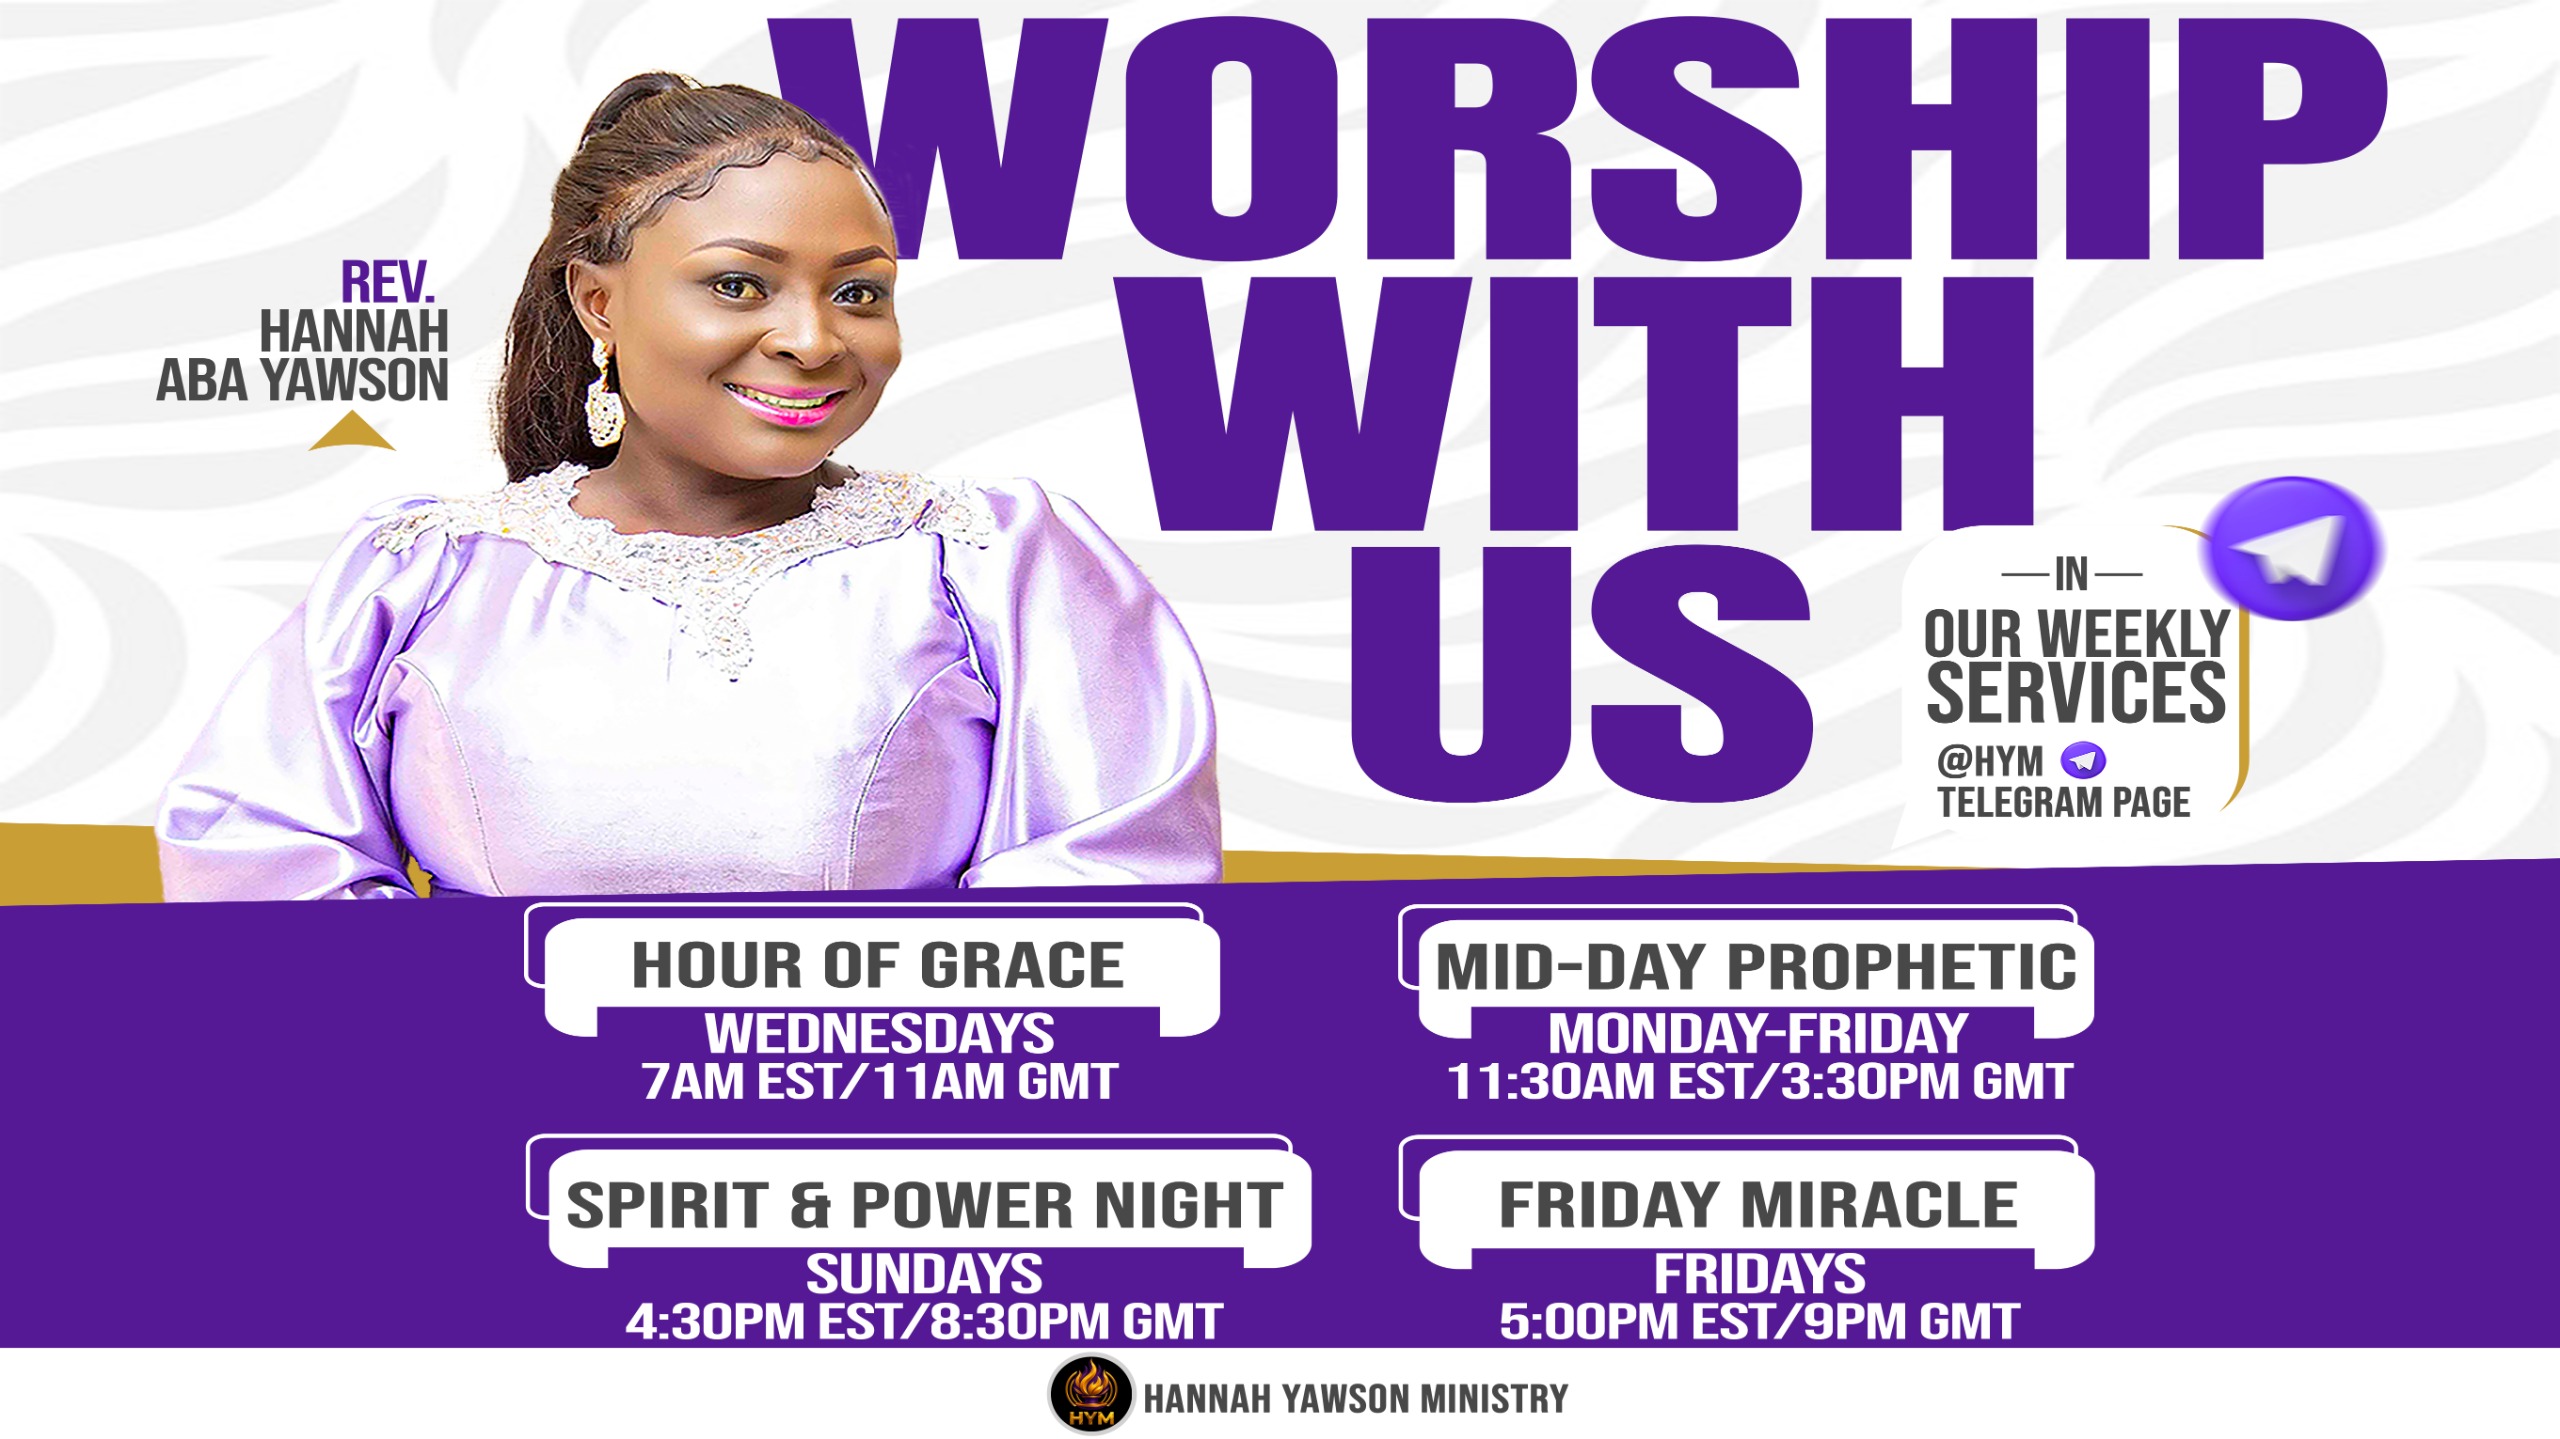 WORSHIP
WITH
US
REV.
HANNAH
ABA YAWSON
IN
OUR WEEKLY
SERVICES
@HYM
TELEGRAM PAGE
HOUR OF GRACE
WEDNESDAYS
7AM EST/11AM GMT
MID-DAY PROPHETIC
MONDAY-FRIDAY
11:30AM EST/3:30PM GMT
SPIRIT & POWER NIGHT
SUNDAYS
4:30PM EST/8:30PM GMT
FRIDAY MIRACLE
FRIDAYS
5:00PM EST/9PM GMT
HYM
HANNAH YAWSON MINISTRY